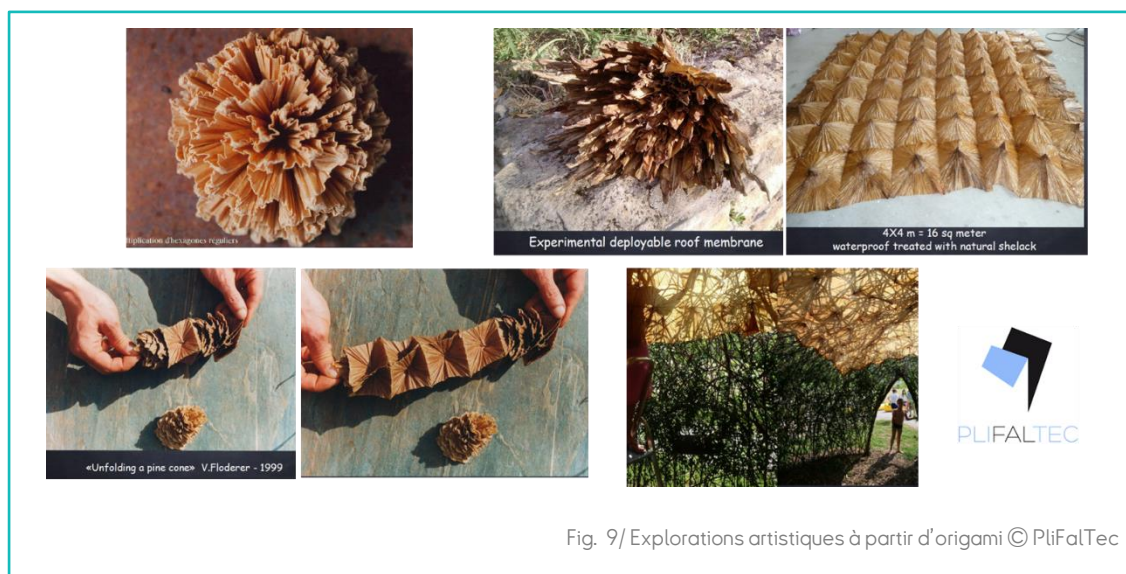 tiplication d'hexagones réguliers
Experimental deployable roof membrane
4X4 m = 16 sq meter
waterproof treated with natural shelack
«Unfolding a pine cone» V.Floderer - 1999
PLIFALTEC
Fig. 9/ Explorations artistiques à partir d'origami © PliFalTec